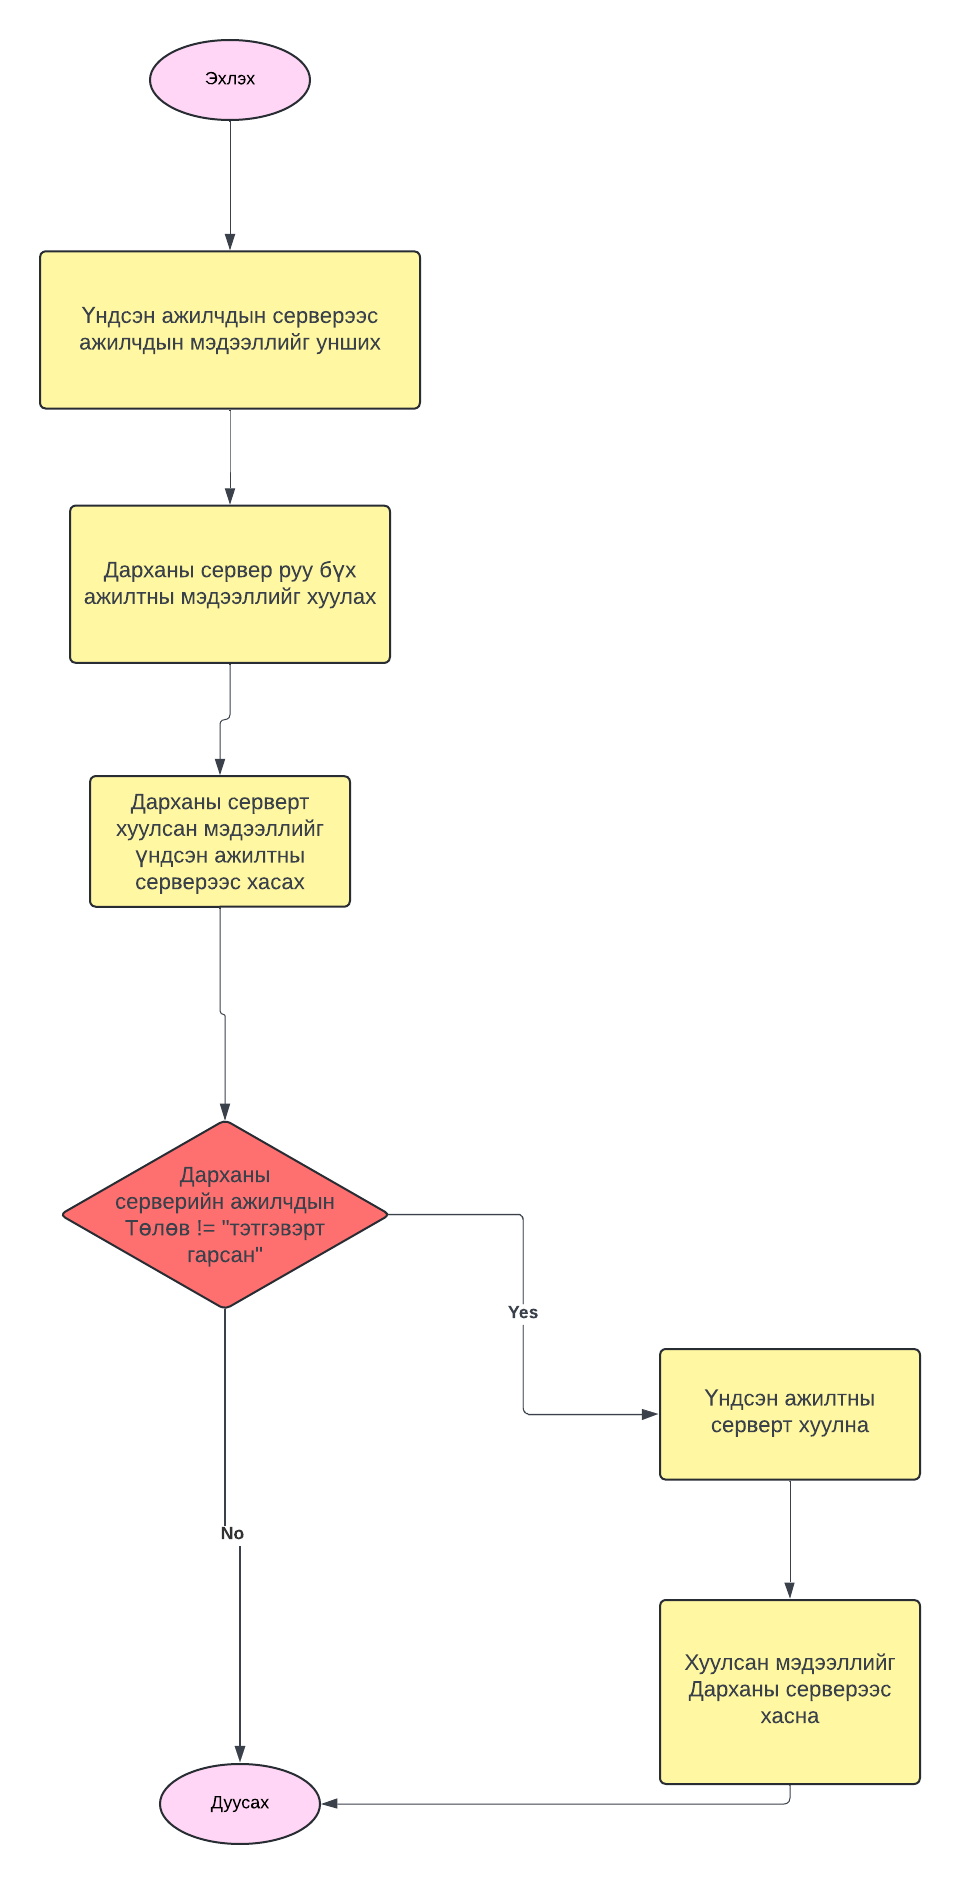 Эхлэх
Үндсэн ажилчдын серверээс
ажилчдын мэдээллийг унших
Дарханы сервер руу бүх
ажилтны мэдээллийг хуулах
Дарханы серверт
хуулсан мэдээллийг
үндсэн ажилтны
серверээс хасах
Дарханы
серверийн ажилчдын
Төлөв != "тэтгэвэрт
гарсан"
Yes
Үндсэн ажилтны
серверт хуулна
No
Хуулсан мэдээллийг
Дарханы серверээс
хасна
Дуусах